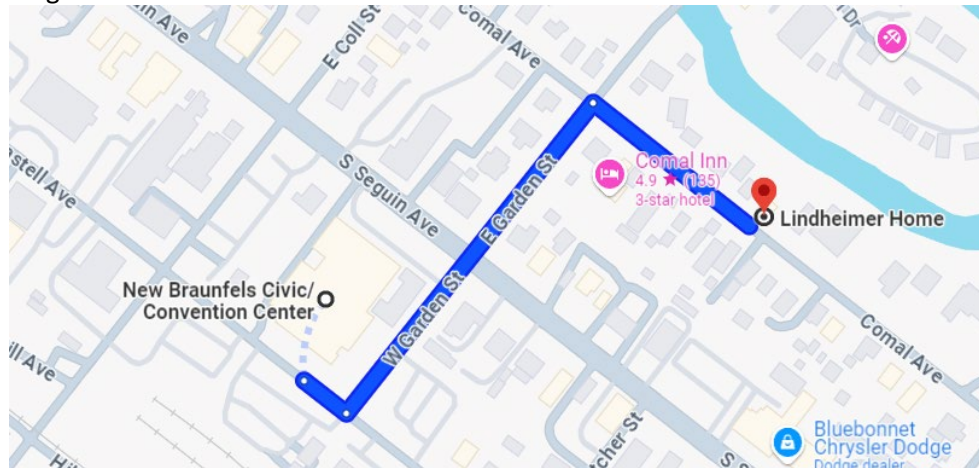 E Coll St
Comal Ave
Dr
S Seguin Ave
E Garden St
Comal Inn
4.9 ★ (135)
3-star hotel
Lindheimer Home
New Braunfels Civic/
Convention Center
W Garden St
Comal Ave
Bluebonnet
Chrysler Dodge
Dodge dealer